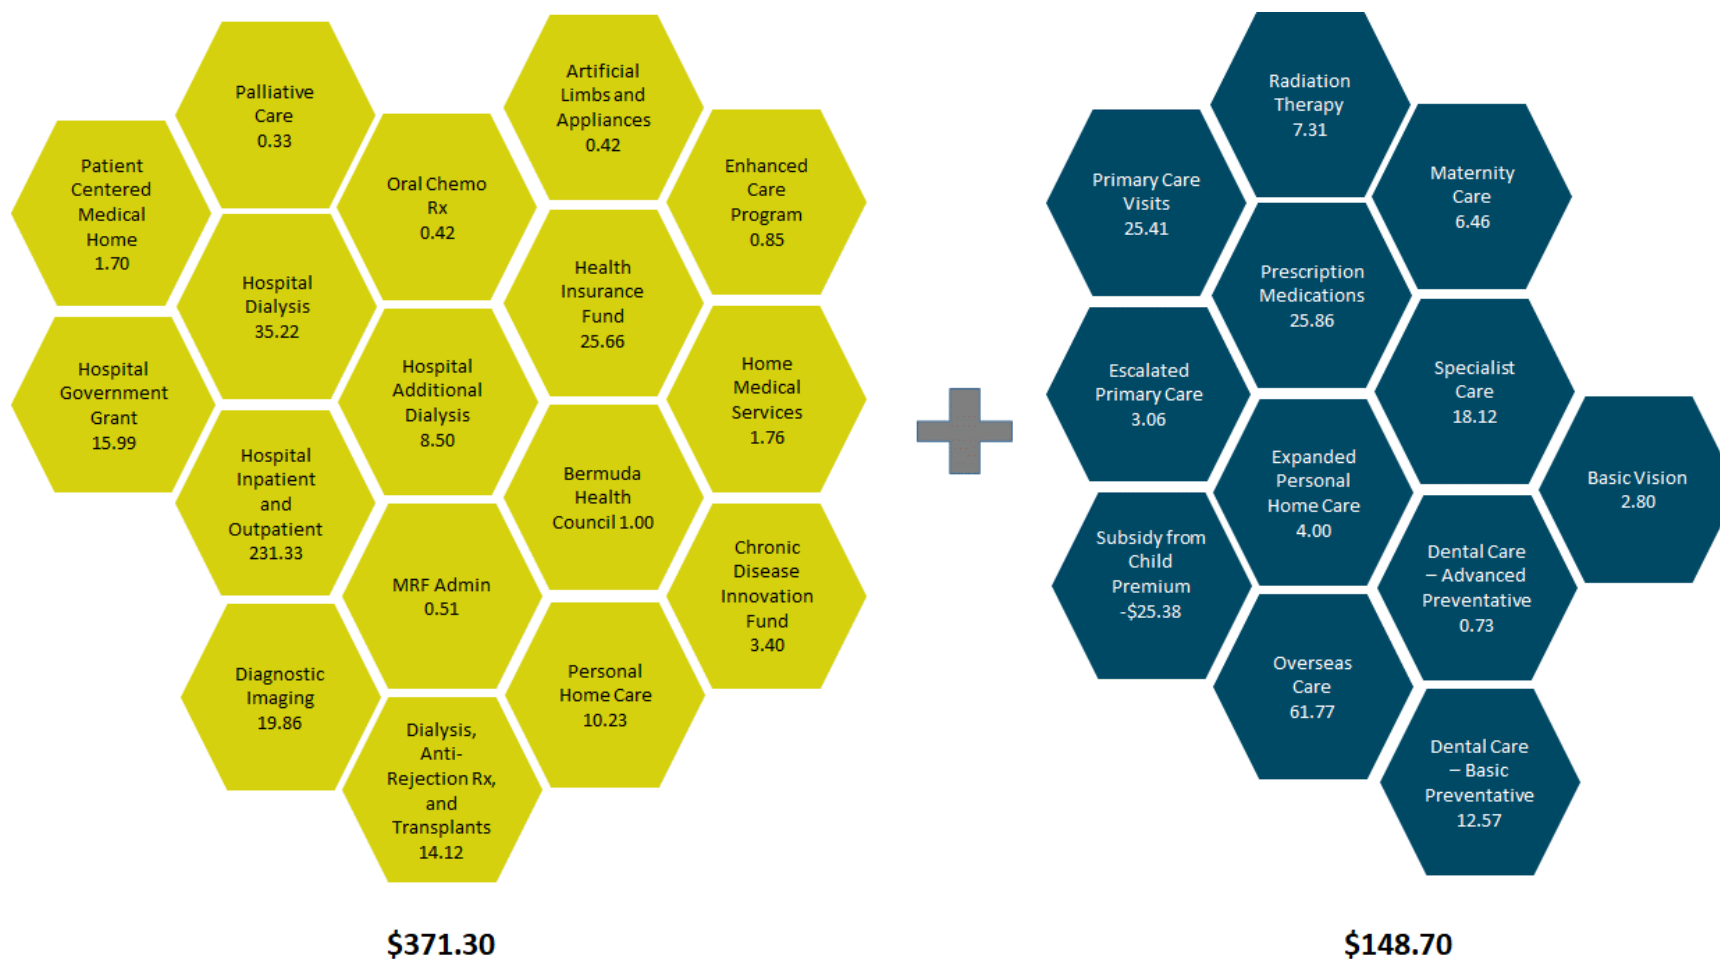 Palliative
Care
0.33
Artificial
Limbs and
Appliances
0.42
Patient
Centered
Medical
Home
1.70
Oral Chemo
Rx
0.42
Enhanced
Care
Program
0.85
Hospital
Dialysis
35.22
Health
Insurance
Fund
25.66
Hospital
Government
Grant
15.99
Hospital
Additional
Dialysis
8.50
Home
Medical
Services
1.76
Hospital
Inpatient
and
Outpatient
231.33
Bermuda
Health
Council 1.00
MRF Admin
0.51
Chronic
Disease
Innovation
Fund
3.40
Diagnostic
Imaging
19.86
Personal
Home Care
10.23
Dialysis,
Anti-
Rejection Rx,
and
Transplants
14.12
$371.30
Radiation
Therapy
7.31
Primary Care
Visits
25.41
Maternity
Care
6.46
Prescription
Medications
25.86
Escalated
Primary Care
3.06
Specialist
Care
18.12
Expanded
Personal
Home Care
4.00
Basic Vision
2.80
Subsidy from
Child
Premium
-$25.38
Dental Care
– Advanced
Preventative
0.73
Overseas
Care
61.77
Dental Care
– Basic
Preventative
12.57
$148.70